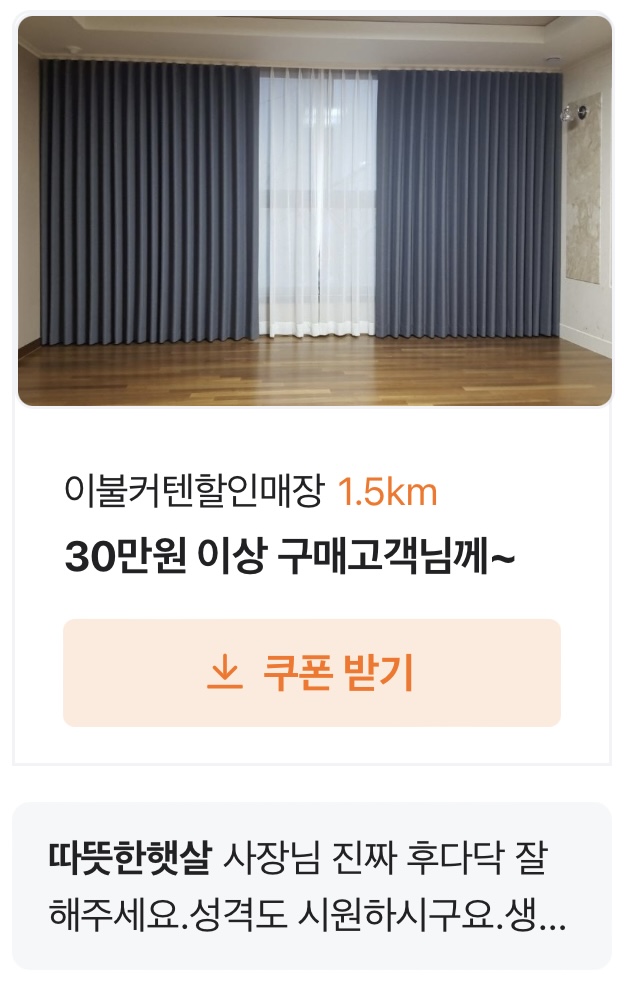 이불커텐할인매장 1.5km
30만원 이상 구매고객님께~
쿠폰 받기
따뜻한햇살 사장님 진짜 후다닥 잘
해주세요.성격도 시원하시구요.생...